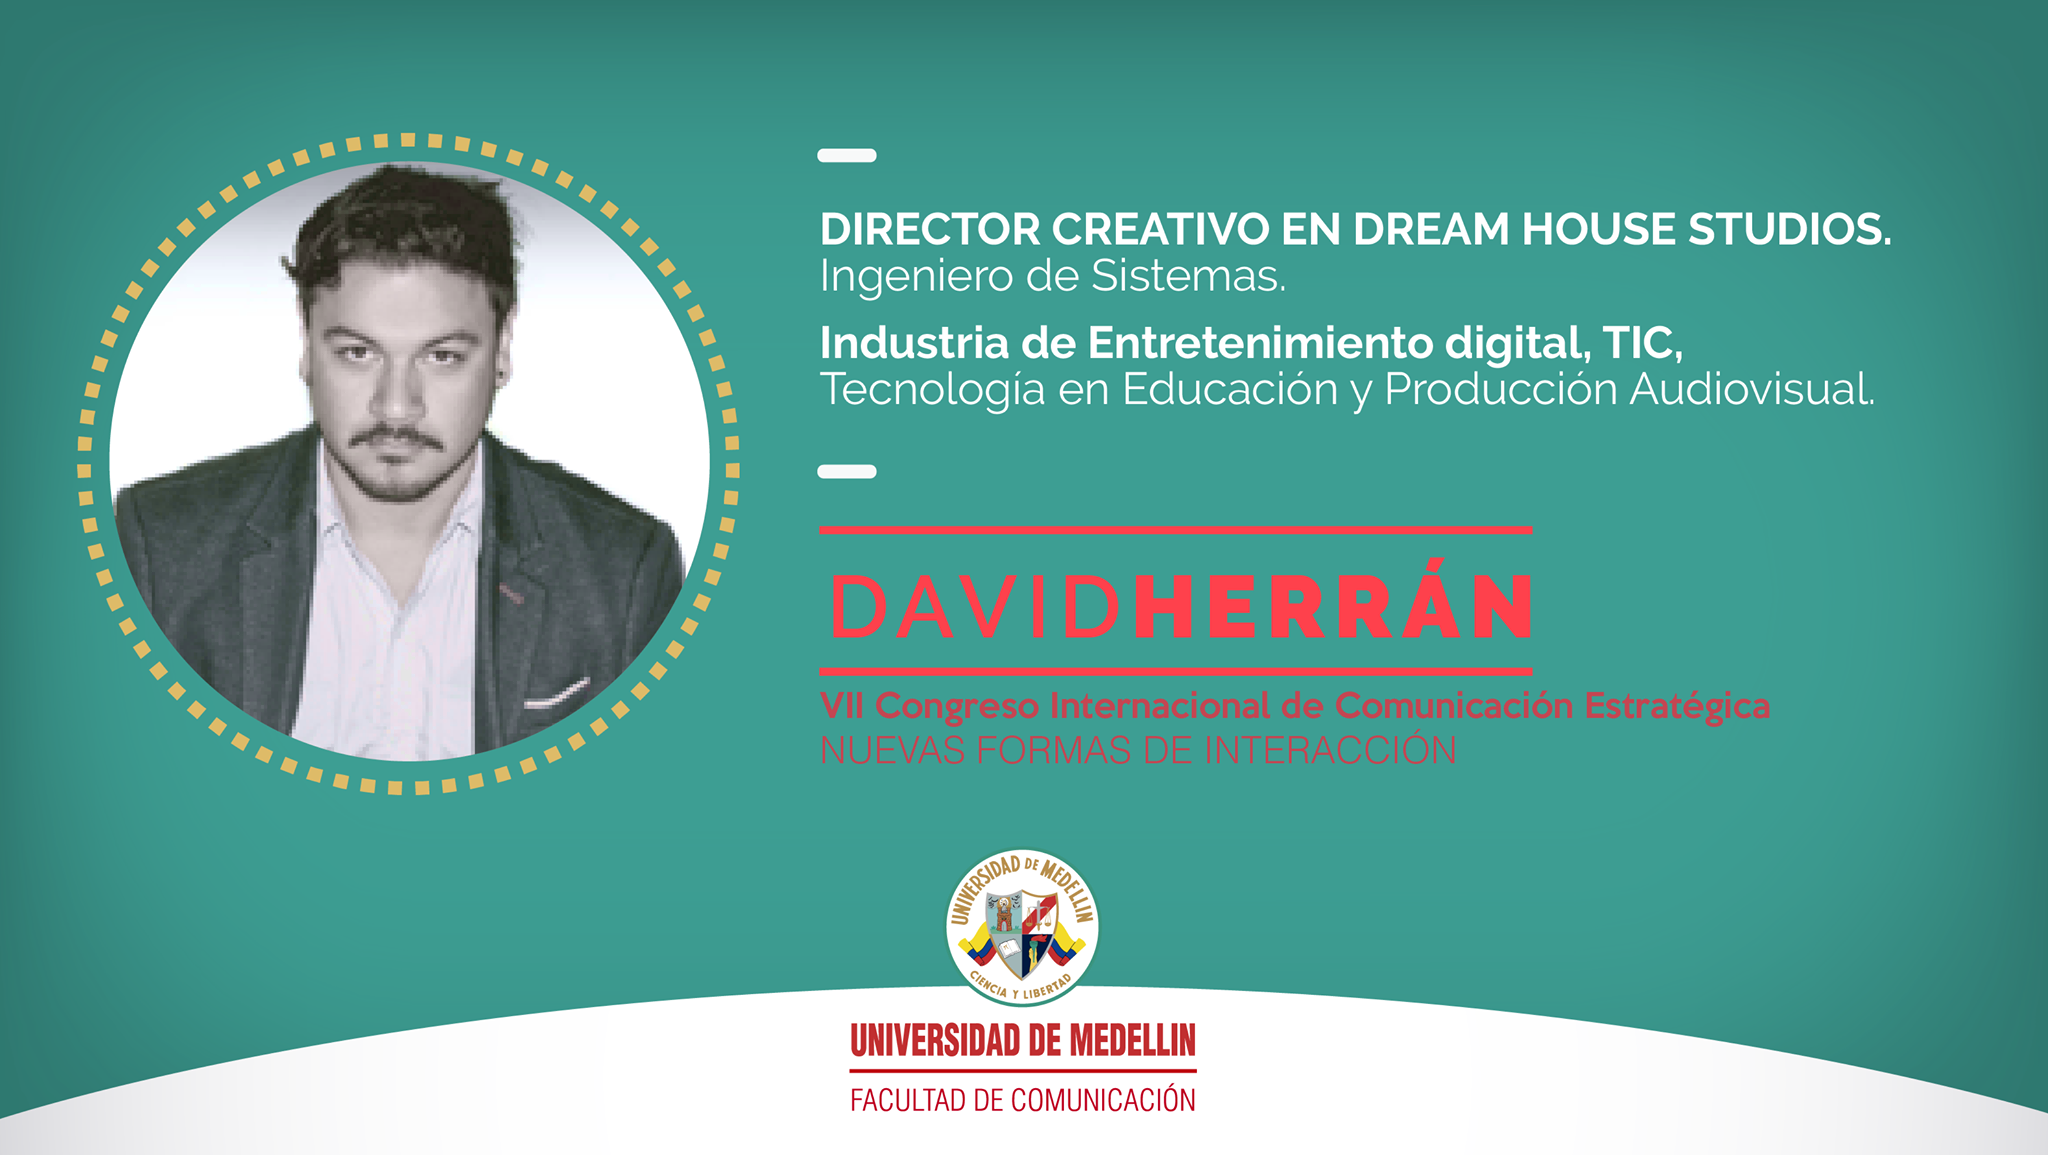 DIRECTOR CREATIVO EN DREAM HOUSE STUDIOS.
Ingeniero de Sistemas.
Industria de Entretenimiento digital, TIC,
Tecnología en Educación y Producción Audiovisual.
DAVIDHERRÁN
VII Congreso Internacional de Comunicación Estratégica
NUEVAS FORMAS DE INTERACCIÓN
UNIVERSIDAD DE MEDELLIN
CIENCIA Y LIBERTAD
UNIVERSIDAD DE MEDELLIN
FACULTAD DE COMUNICACIÓN